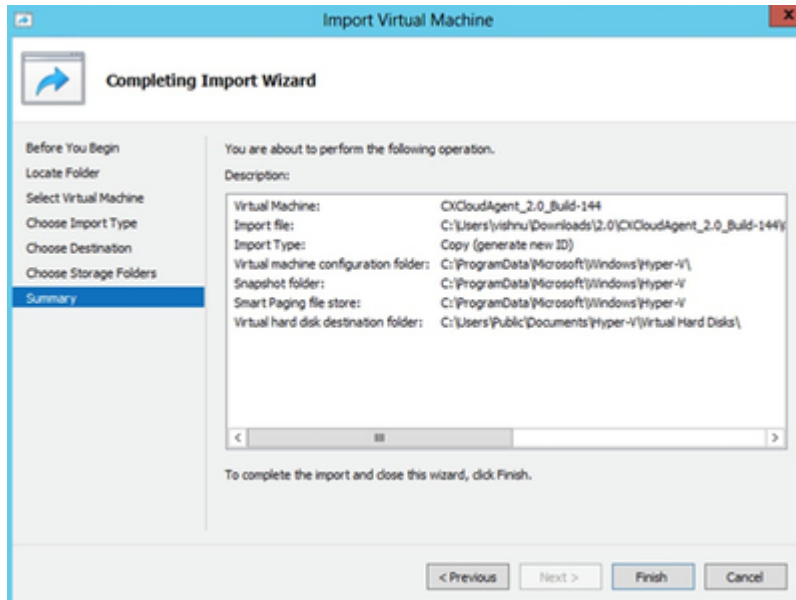 Import Virtual Machine
x
Completing Import Wizard
Before You Begin
Locate Folder
Select Virtual Machine
Choose Import Type
Choose Destination
Choose Storage Folders
Summary
You are about to perform the following operation.
Description:
Virtual Machine: CXCloudAgent_2.0_Build-144
Import file: C:\Users\vishnu\Downloads\2.0\CXCloudAgent_2.0_Build-144\
Import Type: Copy (generate new ID)
Virtual machine configuration folder: C:\ProgramData\Microsoft\Windows\Hyper-V\
Snapshot folder: C:\ProgramData\Microsoft\Windows\Hyper-V
Smart Paging file store: C:\ProgramData\Microsoft\Windows\Hyper-V
Virtual hard disk destination folder: C:\Users\Public\Documents\Hyper-V\Virtual Hard Disks\
To complete the import and close this wizard, click Finish.
< Previous Next > Finish Cancel